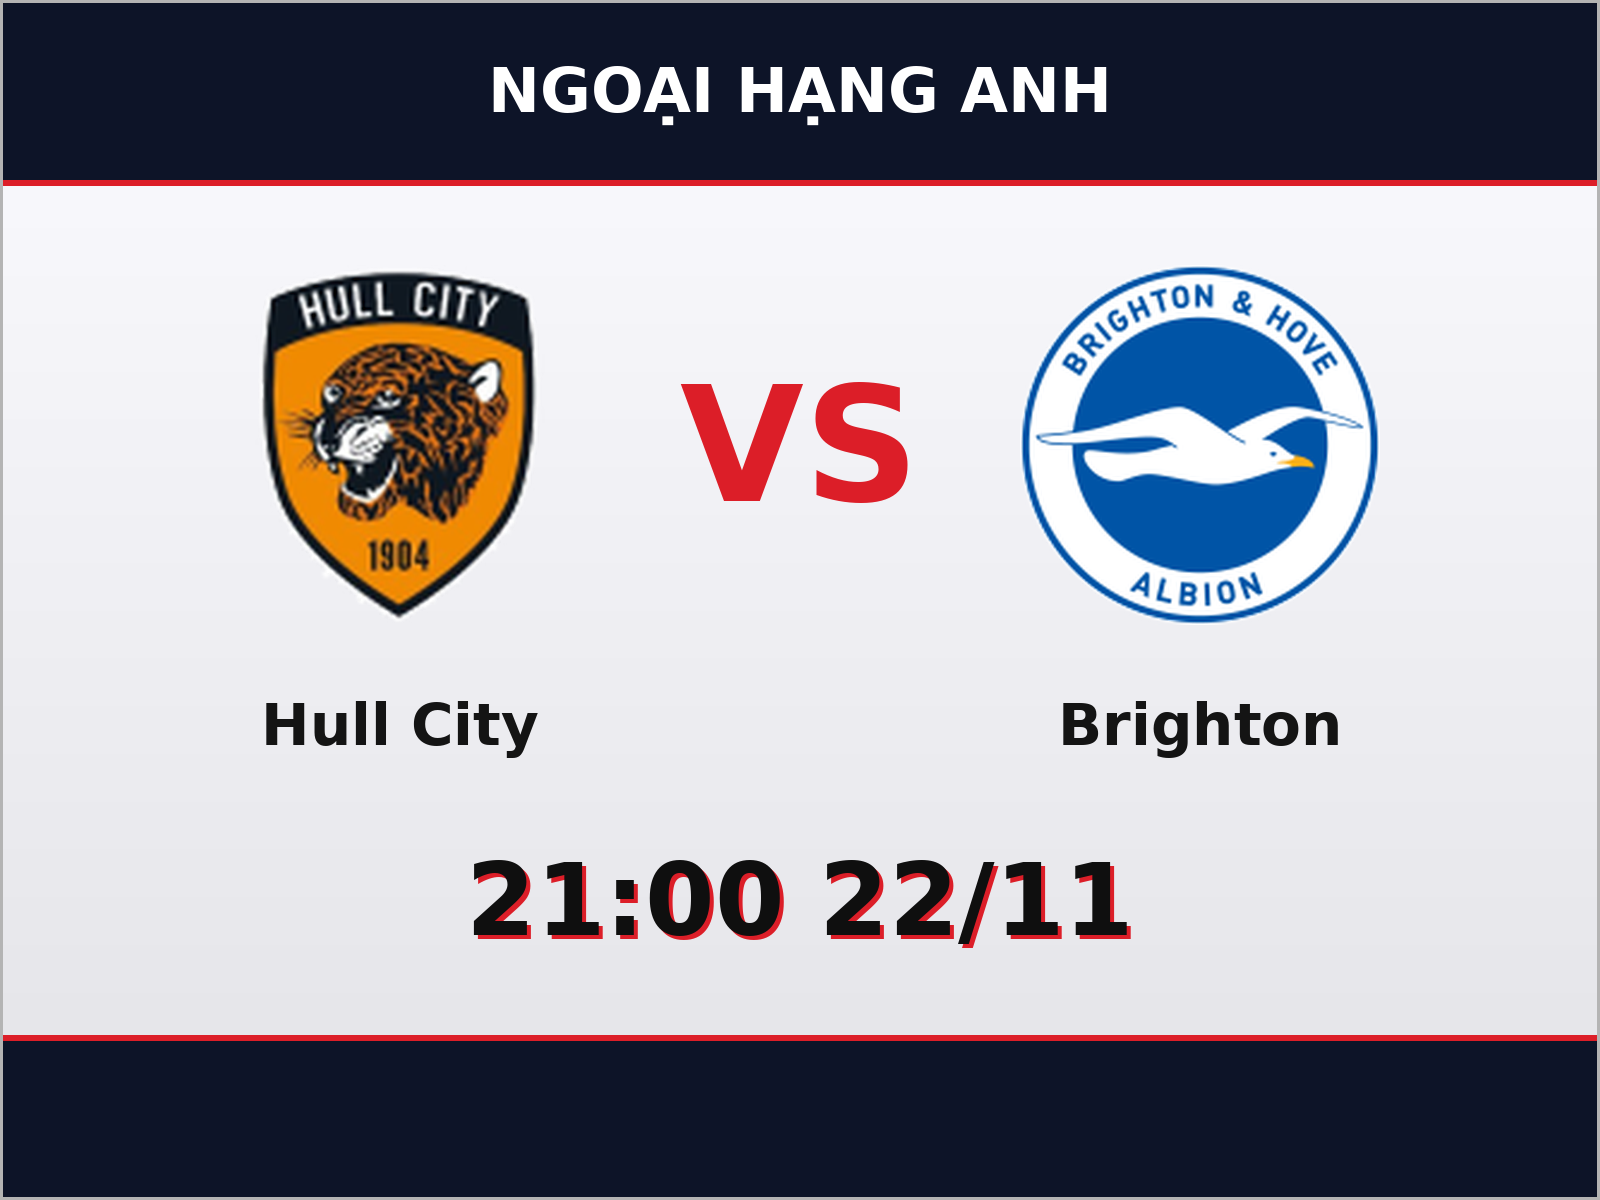 NGOẠI HẠNG ANH
HULL CITY
1904
VS
BRIGHTON & HOVE
ALBION
Hull City
Brighton
21:00 22/11